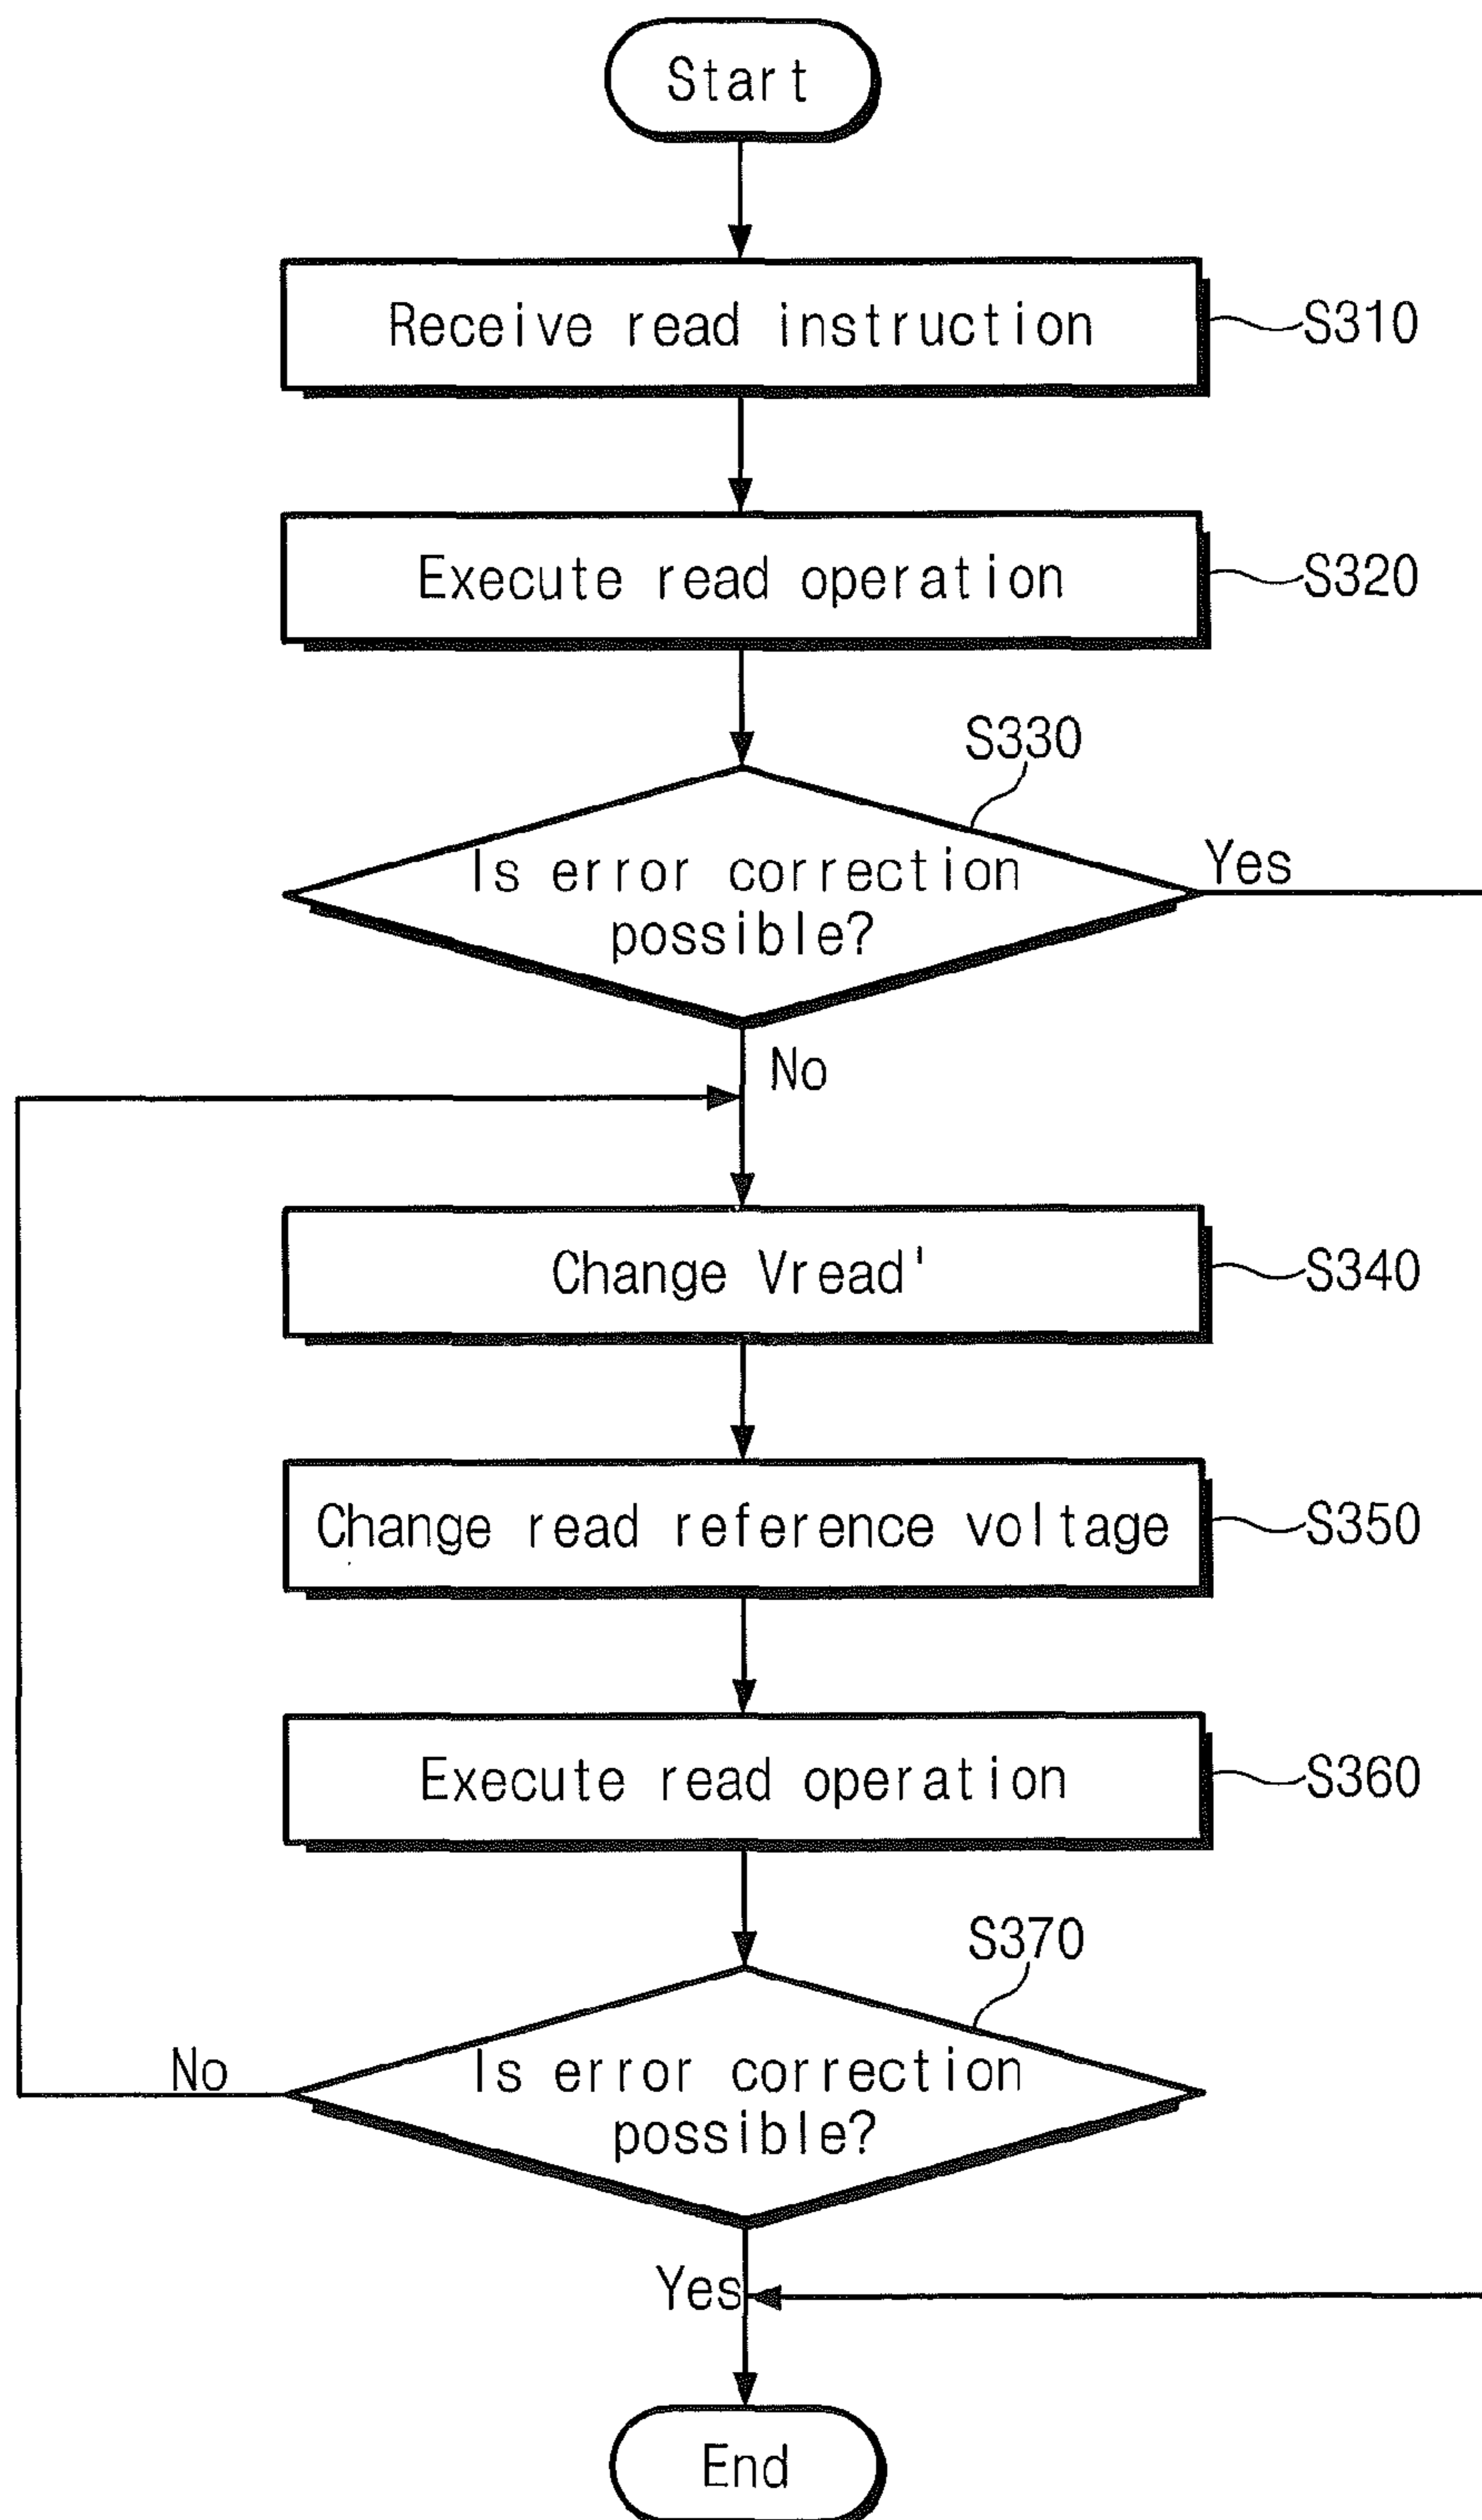 Start
Receive read instruction
S310
Execute read operation
S320
S330
Is error correction
possible?
Yes
No
Change Vread'
S340
Change read reference voltage
S350
Execute read operation
S360
S370
Is error correction
possible?
No
Yes
End